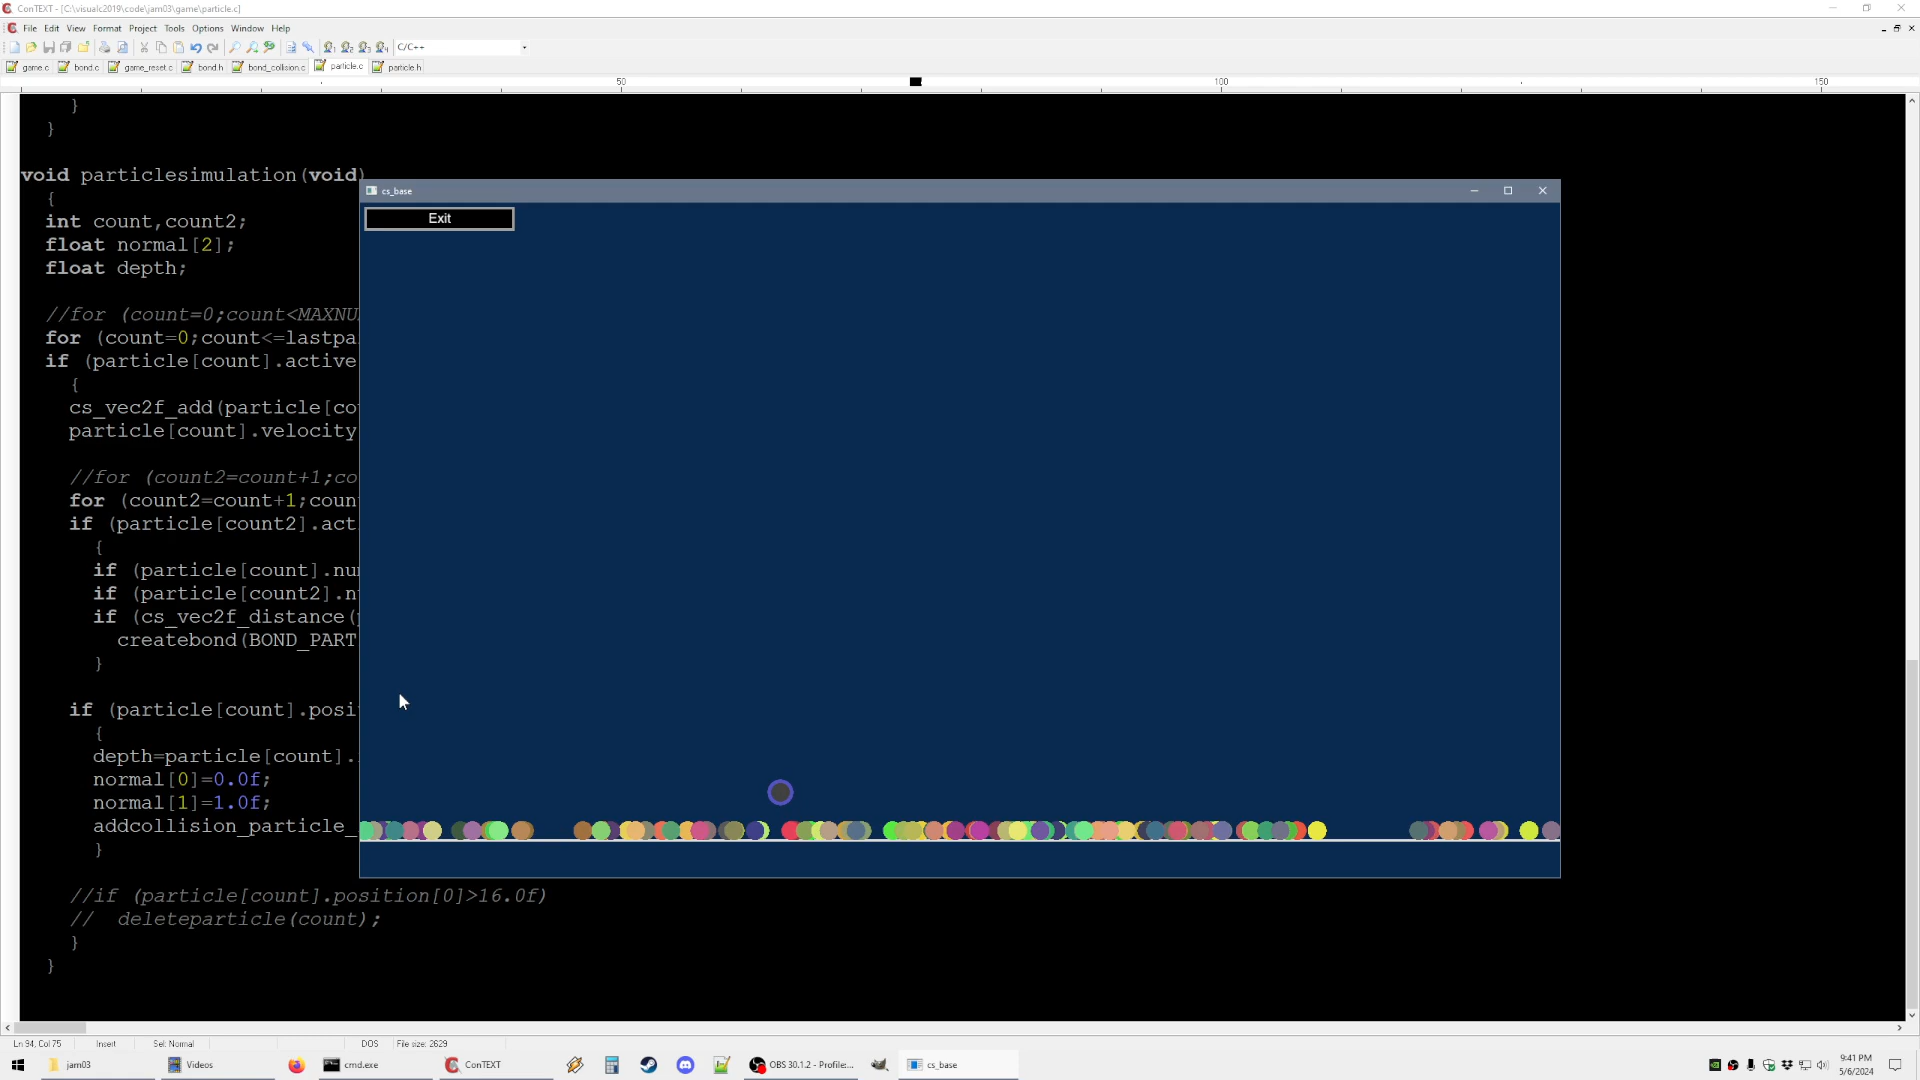 ConTEXT - [C:\visualc2019\code\jam03\game\particle.c]
File Edit View Format Project Tools Options Window Help
C/C++
game.c bond.c game_reset.c bond.h bond_collision.c particle.c particle.h
50 100 150
}
}
void particlesimulation(void)
{
int count,count2;
float normal[2];
float depth;
//for (count=0;count<MAXNU
for (count=0;count<=lastpa
if (particle[count].active
{
cs_vec2f_add(particle[co
particle[count].velocity
//for (count2=count+1;co
for (count2=count+1;coun
if (particle[count2].act
{
if (particle[count].nu
if (particle[count2].n
if (cs_vec2f_distance(
createbond(BOND_PART
}
if (particle[count].posi
{
depth=particle[count].
normal[0]=0.0f;
normal[1]=1.0f;
addcollision_particle_
}
//if (particle[count].position[0]>16.0f)
// deleteparticle(count);
}
}
cs_base
Exit
Ln 94, Col 75 Insert Sel: Normal DOS File size: 2629
jam03 Videos cmd.exe ConTEXT OBS 30.1.2 - Profile:... cs_base
9:41 PM
5/6/2024